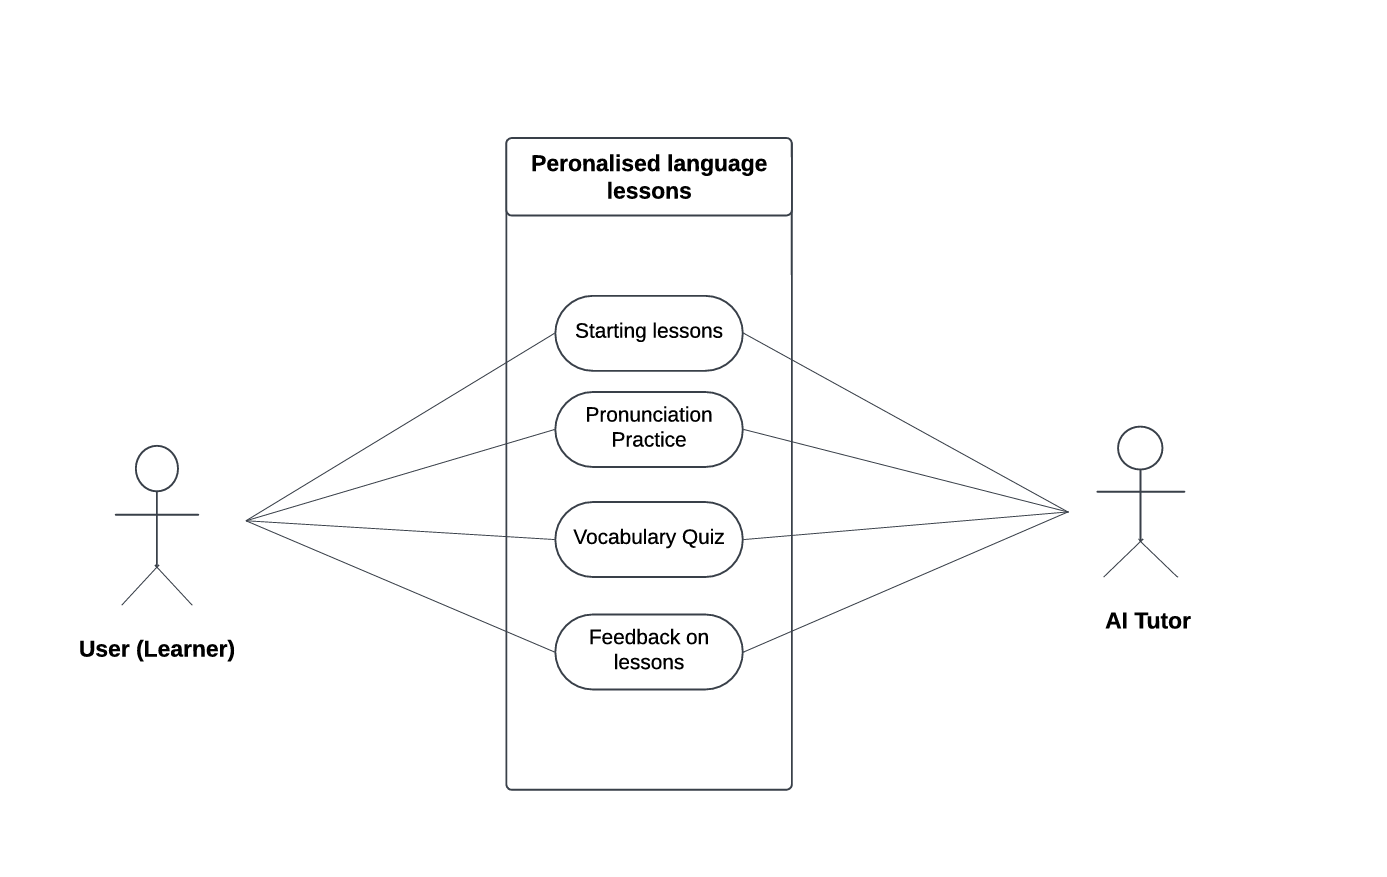 Peronalised language
lessons
Starting lessons
Pronunciation
Practice
Vocabulary Quiz
Feedback on
lessons
User (Learner)
AI Tutor